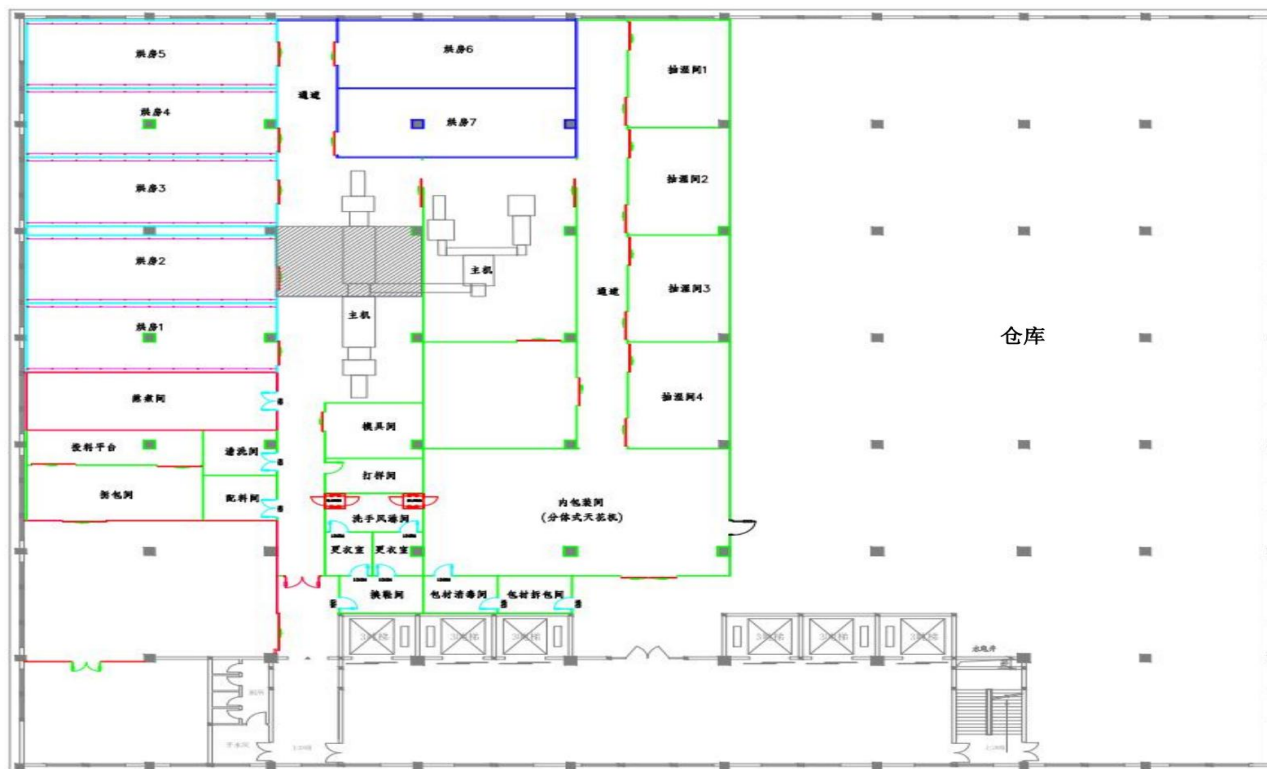 烘房5
烘房6
抽湿间1
通道
烘房4
烘房7
抽湿间2
烘房3
烘房2
主机
通道
抽湿间3
烘房1
主机
仓库
蒸煮间
抽湿间4
模具间
投料平台
清洗间
打样间
拆包间
配料间
内包装间
(分体式天花机)
洗手风淋间
更衣室
更衣室
换鞋间
包材消毒间
包材拆包间
水电井